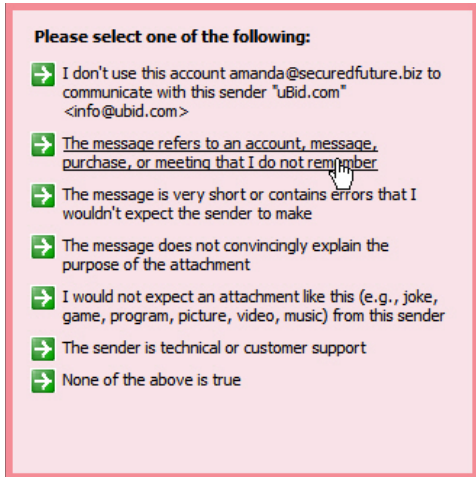 Please select one of the following:
I don't use this account amanda@securedfuture.biz to
communicate with this sender "uBid.com"
<info@ubid.com>
The message refers to an account, message,
purchase, or meeting that I do not remember
The message is very short or contains errors that I
wouldn't expect the sender to make
The message does not convincingly explain the
purpose of the attachment
I would not expect an attachment like this (e.g., joke,
game, program, picture, video, music) from this sender
The sender is technical or customer support
None of the above is true